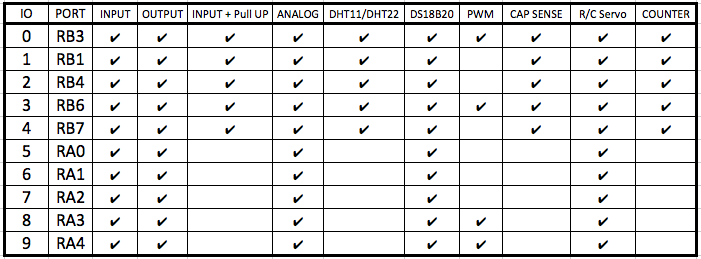 IO PORT INPUT OUTPUT INPUT + Pull UP ANALOG DHT11/DHT22 DS18B20 PWM CAP SENSE R/C Servo COUNTER
0 RB3 ✔ ✔ ✔ ✔ ✔ ✔ ✔ ✔ ✔ ✔
1 RB1 ✔ ✔ ✔ ✔ ✔ ✔ ✔ ✔ ✔
2 RB4 ✔ ✔ ✔ ✔ ✔ ✔ ✔ ✔ ✔
3 RB6 ✔ ✔ ✔ ✔ ✔ ✔ ✔ ✔ ✔ ✔
4 RB7 ✔ ✔ ✔ ✔ ✔ ✔ ✔ ✔ ✔
5 RA0 ✔ ✔ ✔ ✔ ✔
6 RA1 ✔ ✔ ✔ ✔ ✔
7 RA2 ✔ ✔ ✔ ✔ ✔
8 RA3 ✔ ✔ ✔ ✔ ✔ ✔
9 RA4 ✔ ✔ ✔ ✔ ✔ ✔